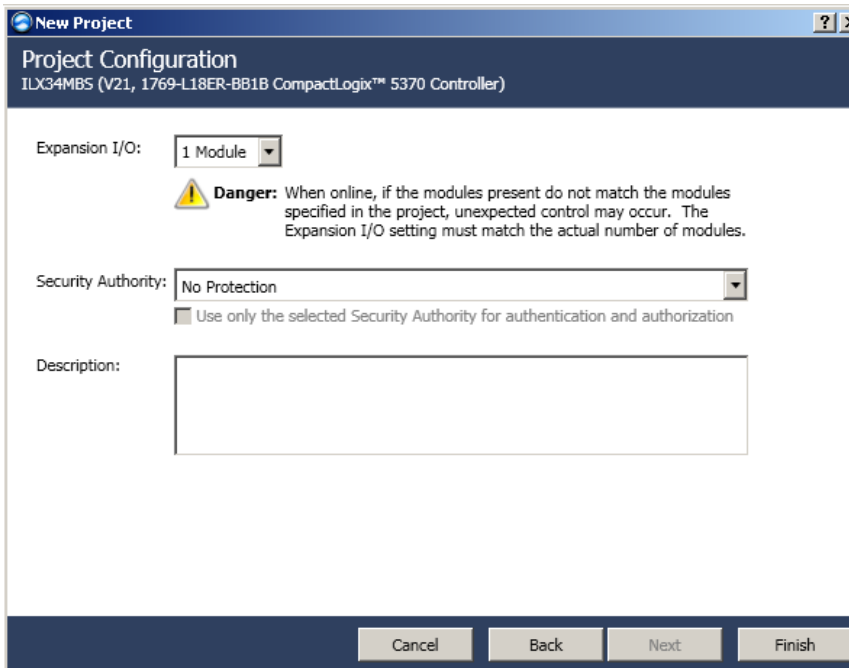 New Project
Project Configuration
ILX34MBS (V21, 1769-L18ER-BB1B CompactLogix™ 5370 Controller)
Expansion I/O: 1 Module
Danger: When online, if the modules present do not match the modules
specified in the project, unexpected control may occur. The
Expansion I/O setting must match the actual number of modules.
Security Authority: No Protection
Use only the selected Security Authority for authentication and authorization
Description:
Cancel Back Next Finish